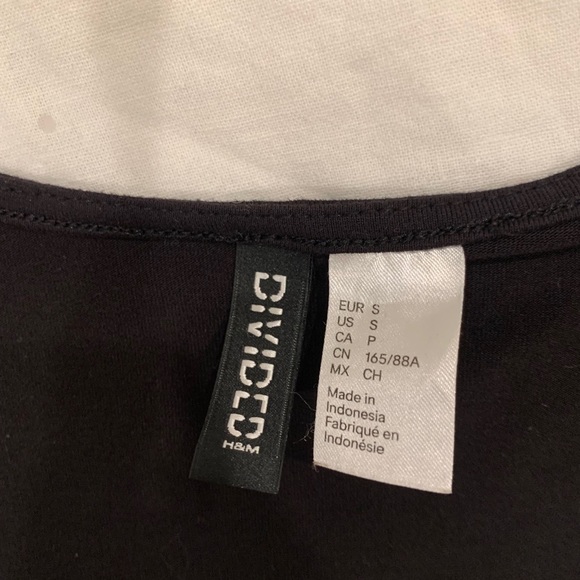 DIVIDED
H&M
EUR S
US S
CA P
CN 165/88A
MX CH
Made in
Indonesia
Fabriqué en
Indonésie